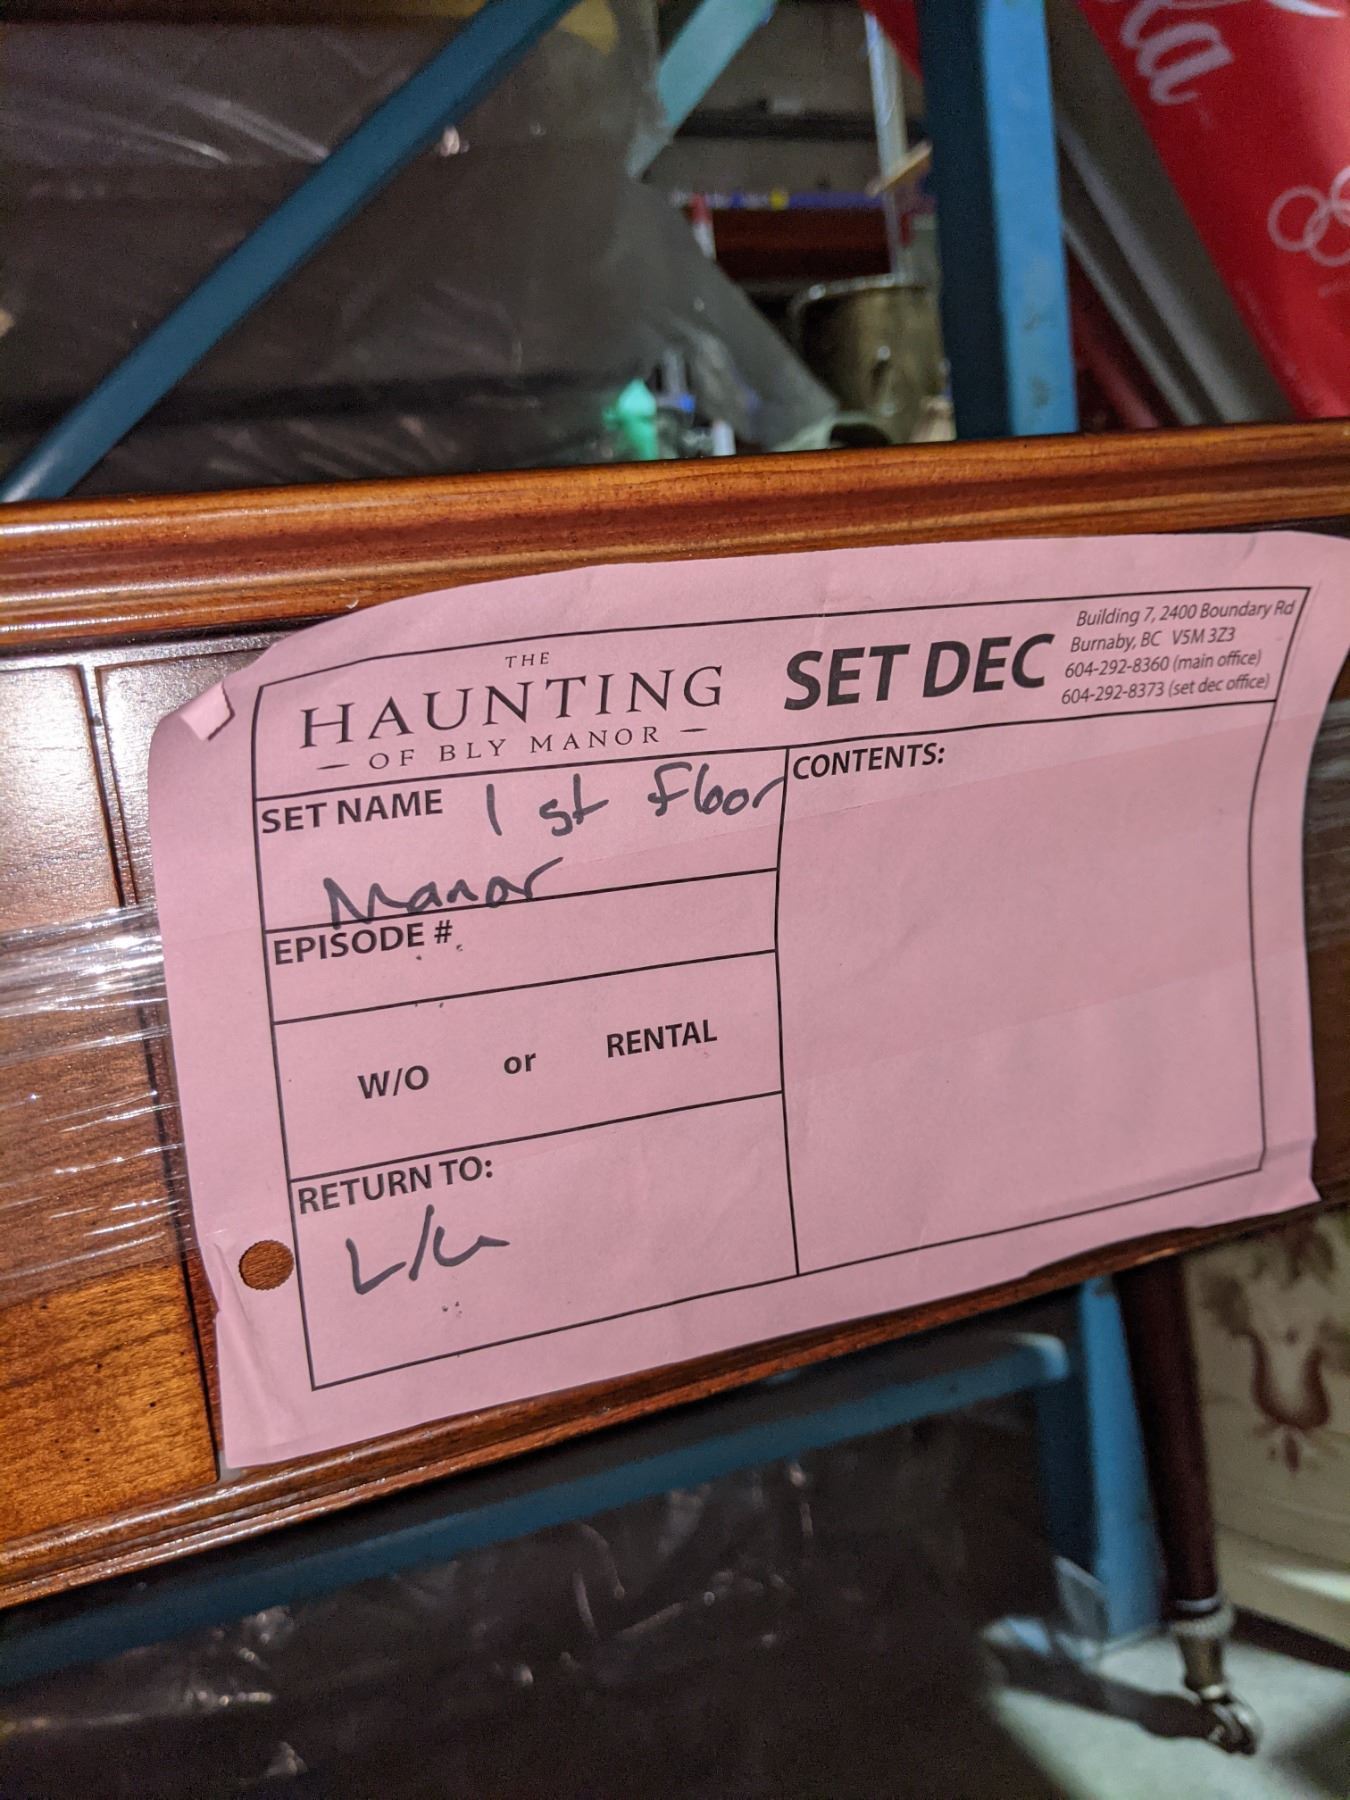 la
THE
HAUNTING
— OF BLY MANOR —
SET DEC
Building 7, 2400 Boundary Rd
Burnaby, BC V5M 3Z3
604-292-8360 (main office)
604-292-8373 (set dec office)
SET NAME 1st Floor
Manor
EPISODE #
W/O or RENTAL
RETURN TO:
CONTENTS: